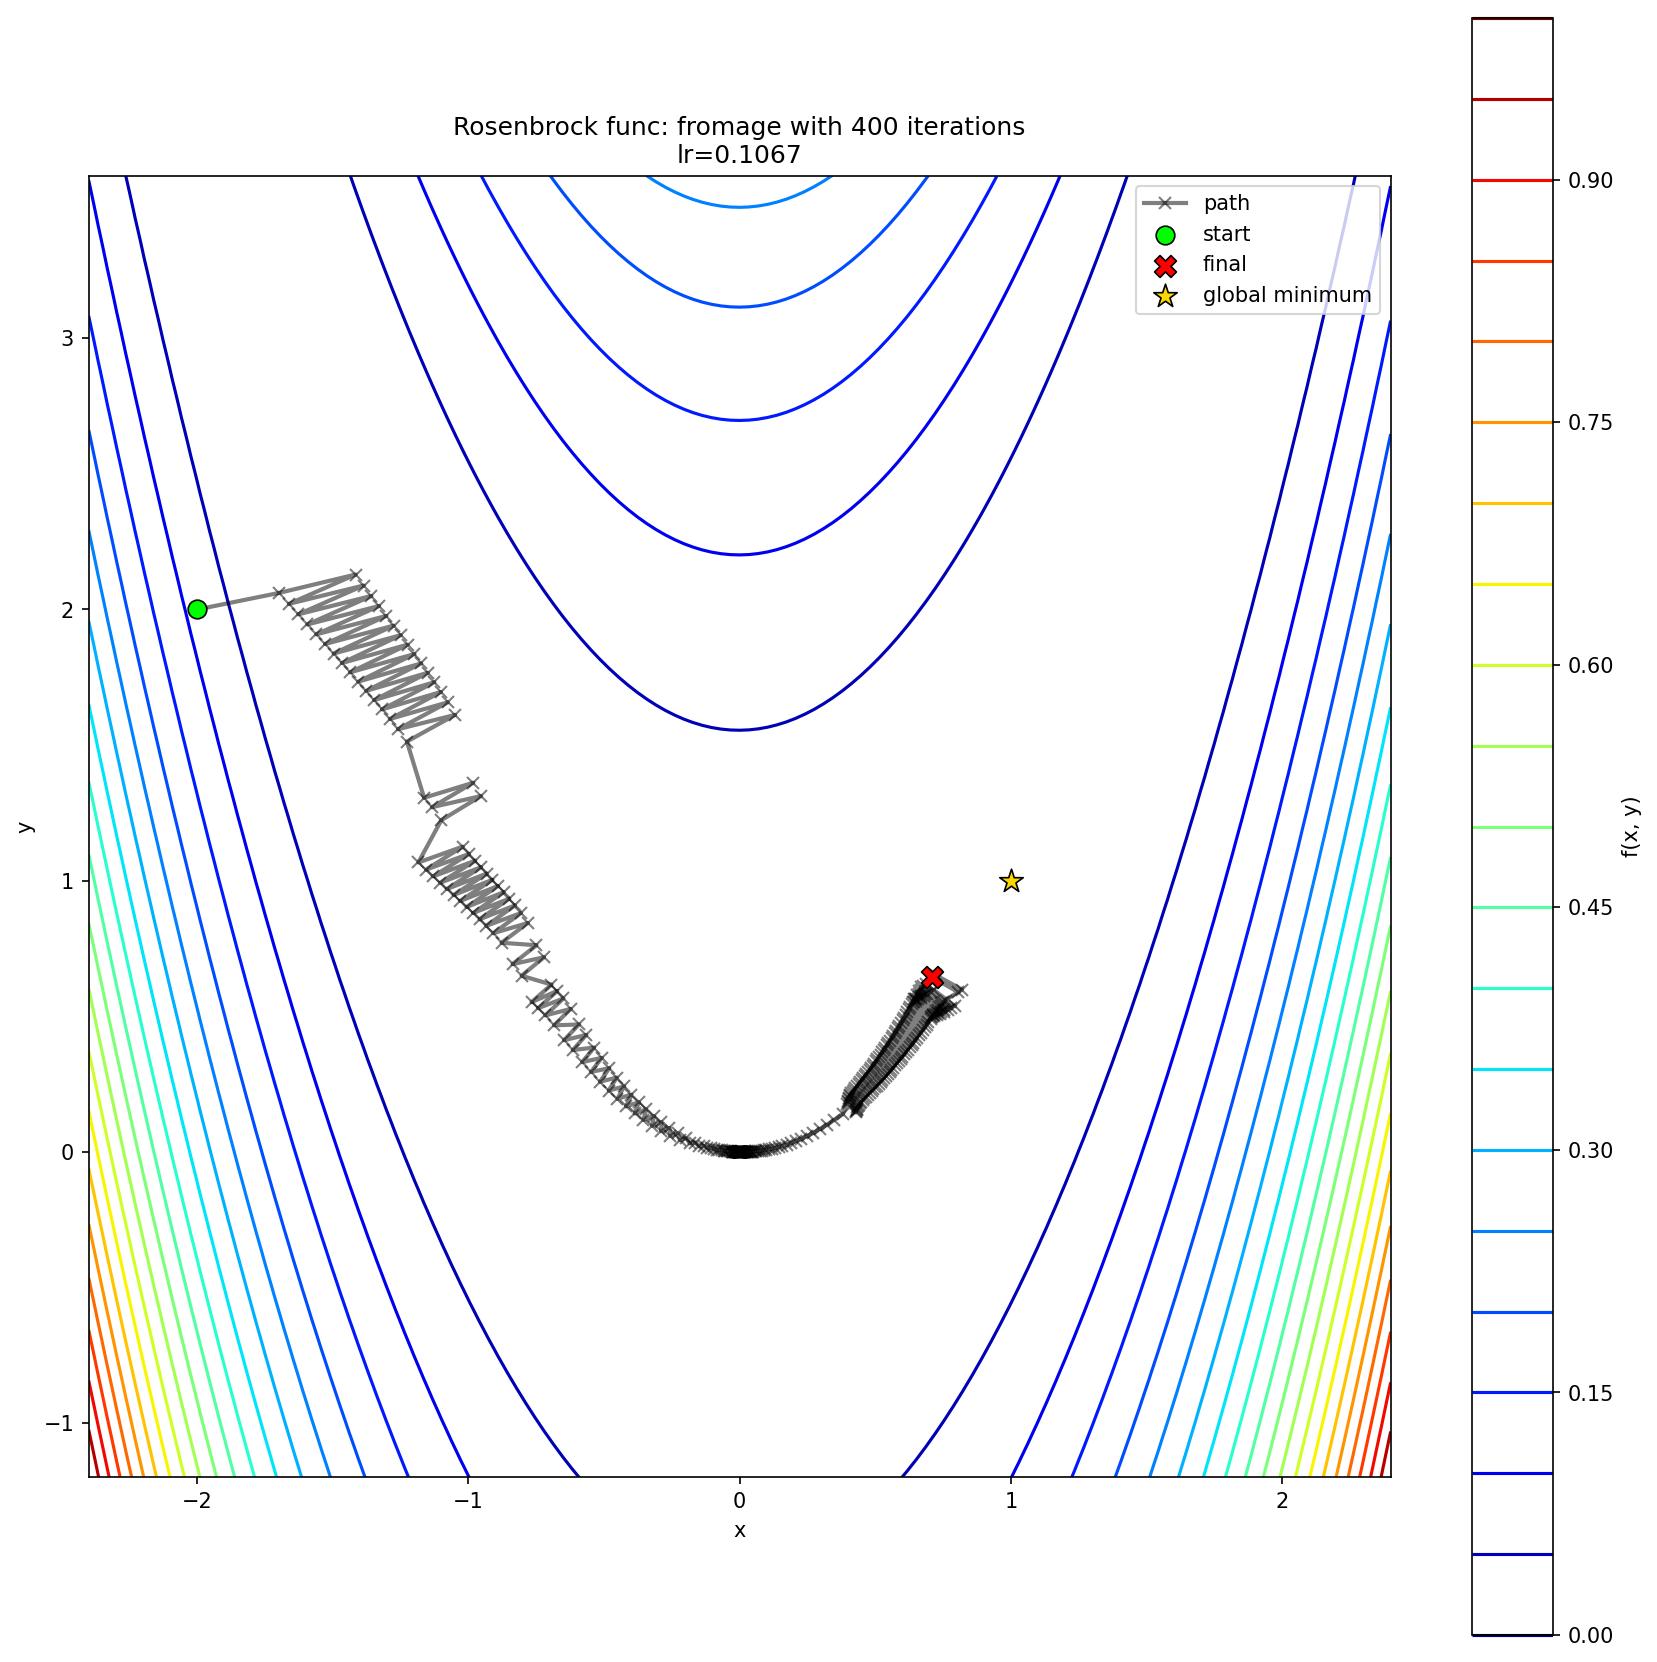 Rosenbrock func: fromage with 400 iterations
lr=0.1067
path
start
final
global minimum
3
2
1
0
−1
y
−2
−1
0
1
2
x
0.90
0.75
0.60
0.45
0.30
0.15
0.00
f(x, y)